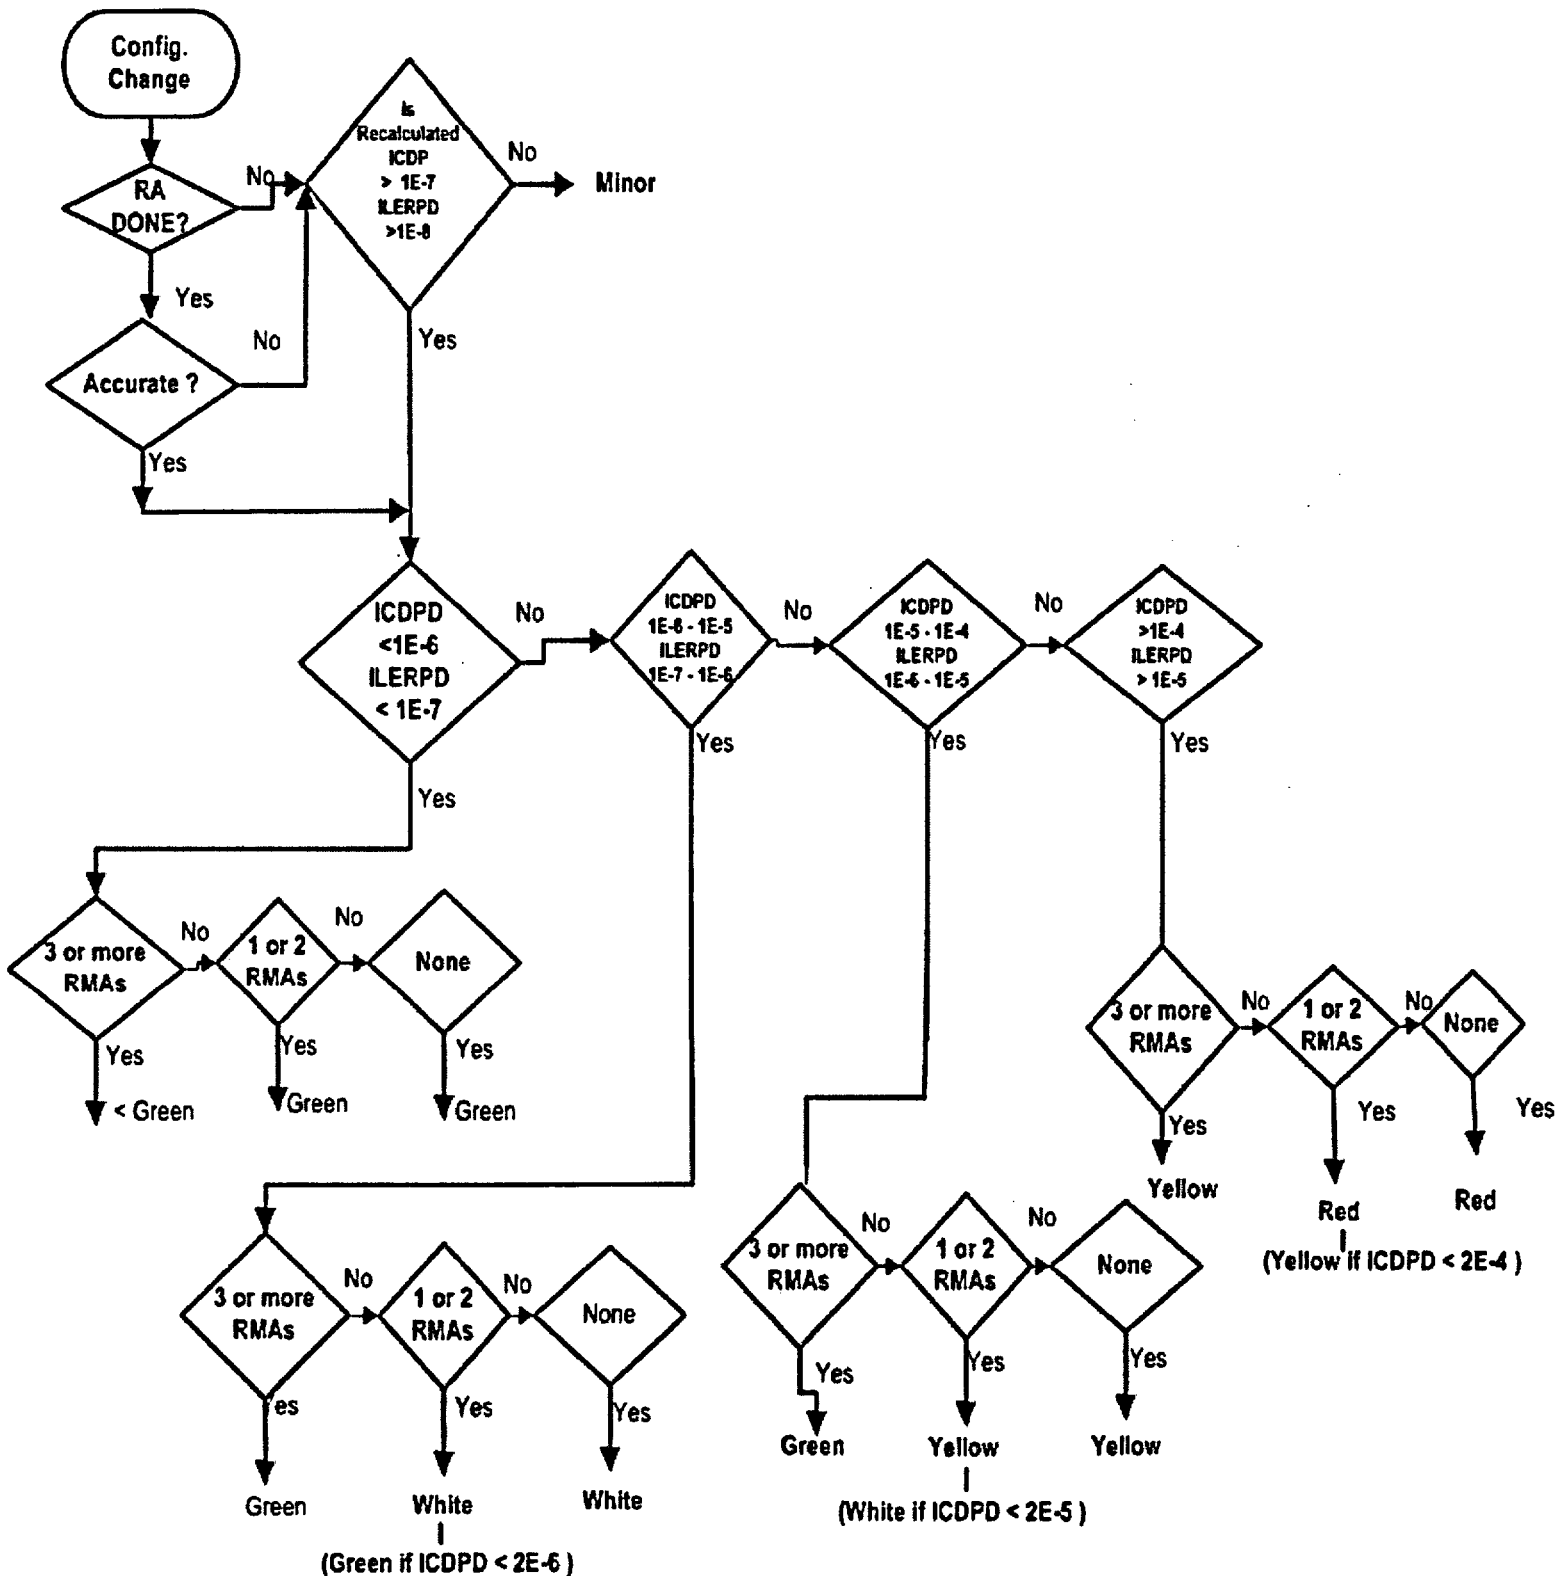 Config.
Change
Is
Recalculated
ICDP
> 1E-7
ILERPD
>1E-8
No
Minor
RA
DONE?
No
Yes
Yes
Accurate ?
No
Yes
ICDPD
<1E-6
ILERPD
< 1E-7
No
ICDPD
1E-6 - 1E-5
ILERPD
1E-7 - 1E-6
No
ICDPD
1E-5 - 1E-4
ILERPD
1E-6 - 1E-5
No
ICDPD
>1E-4
ILERPD
> 1E-5
Yes
Yes
Yes
Yes
3 or more
RMAs
No
1 or 2
RMAs
No
None
Yes
Yes
Yes
< Green
Green
Green
3 or more
RMAs
No
1 or 2
RMAs
No
None
Yes
Yes
Yes
Yellow
Red
Red
(Yellow if ICDPD < 2E-4 )
3 or more
RMAs
No
1 or 2
RMAs
No
None
Yes
Yes
Yes
Green
Yellow
Yellow
(White if ICDPD < 2E-5 )
3 or more
RMAs
No
1 or 2
RMAs
No
None
Yes
Yes
Yes
Green
White
White
(Green if ICDPD < 2E-6 )